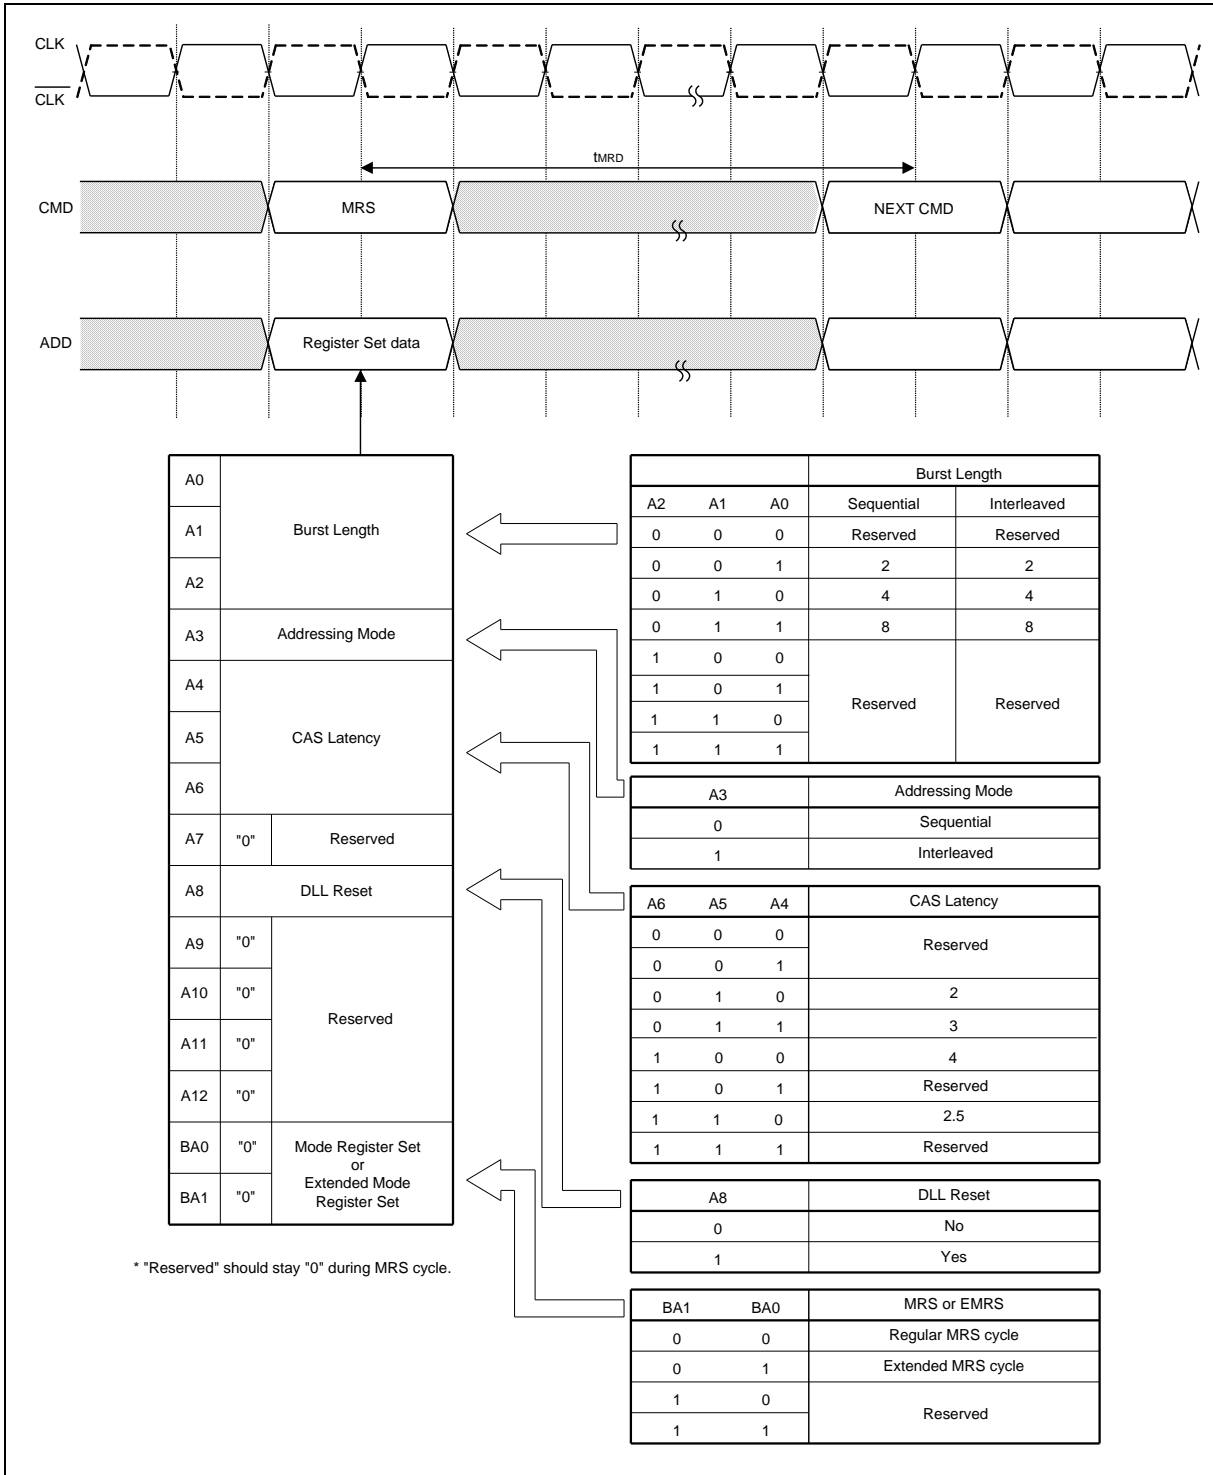 CLK
CLK
tMRD
CMD
MRS
NEXT CMD
ADD
Register Set data
A0
A1
Burst Length
A2
A3
Addressing Mode
A4
A5
CAS Latency
A6
A7
"0"
Reserved
A8
DLL Reset
A9
"0"
A10
"0"
Reserved
A11
"0"
A12
"0"
BA0
"0"
Mode Register Set
or
Extended Mode
Register Set
BA1
"0"
* "Reserved" should stay "0" during MRS cycle.
Burst Length
A2 A1 A0 Sequential Interleaved
0 0 0 Reserved Reserved
0 0 1 2 2
0 1 0 4 4
0 1 1 8 8
1 0 0
1 0 1
Reserved Reserved
1 1 0
1 1 1
A3 Addressing Mode
0 Sequential
1 Interleaved
A6 A5 A4 CAS Latency
0 0 0
Reserved
0 0 1
0 1 0 2
0 1 1 3
1 0 0 4
1 0 1 Reserved
1 1 0 2.5
1 1 1 Reserved
A8 DLL Reset
0 No
1 Yes
BA1 BA0 MRS or EMRS
0 0 Regular MRS cycle
0 1 Extended MRS cycle
1 0
Reserved
1 1